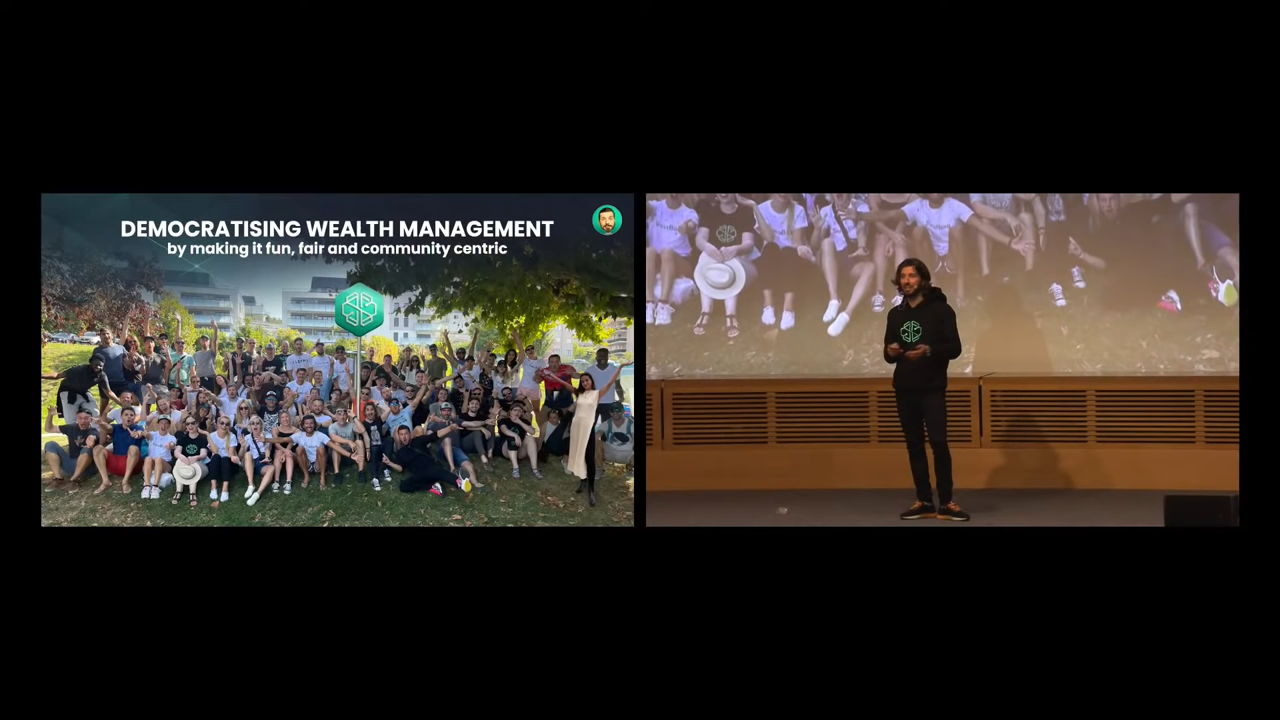 DEMOCRATISING WEALTH MANAGEMENT
by making it fun, fair and community centric